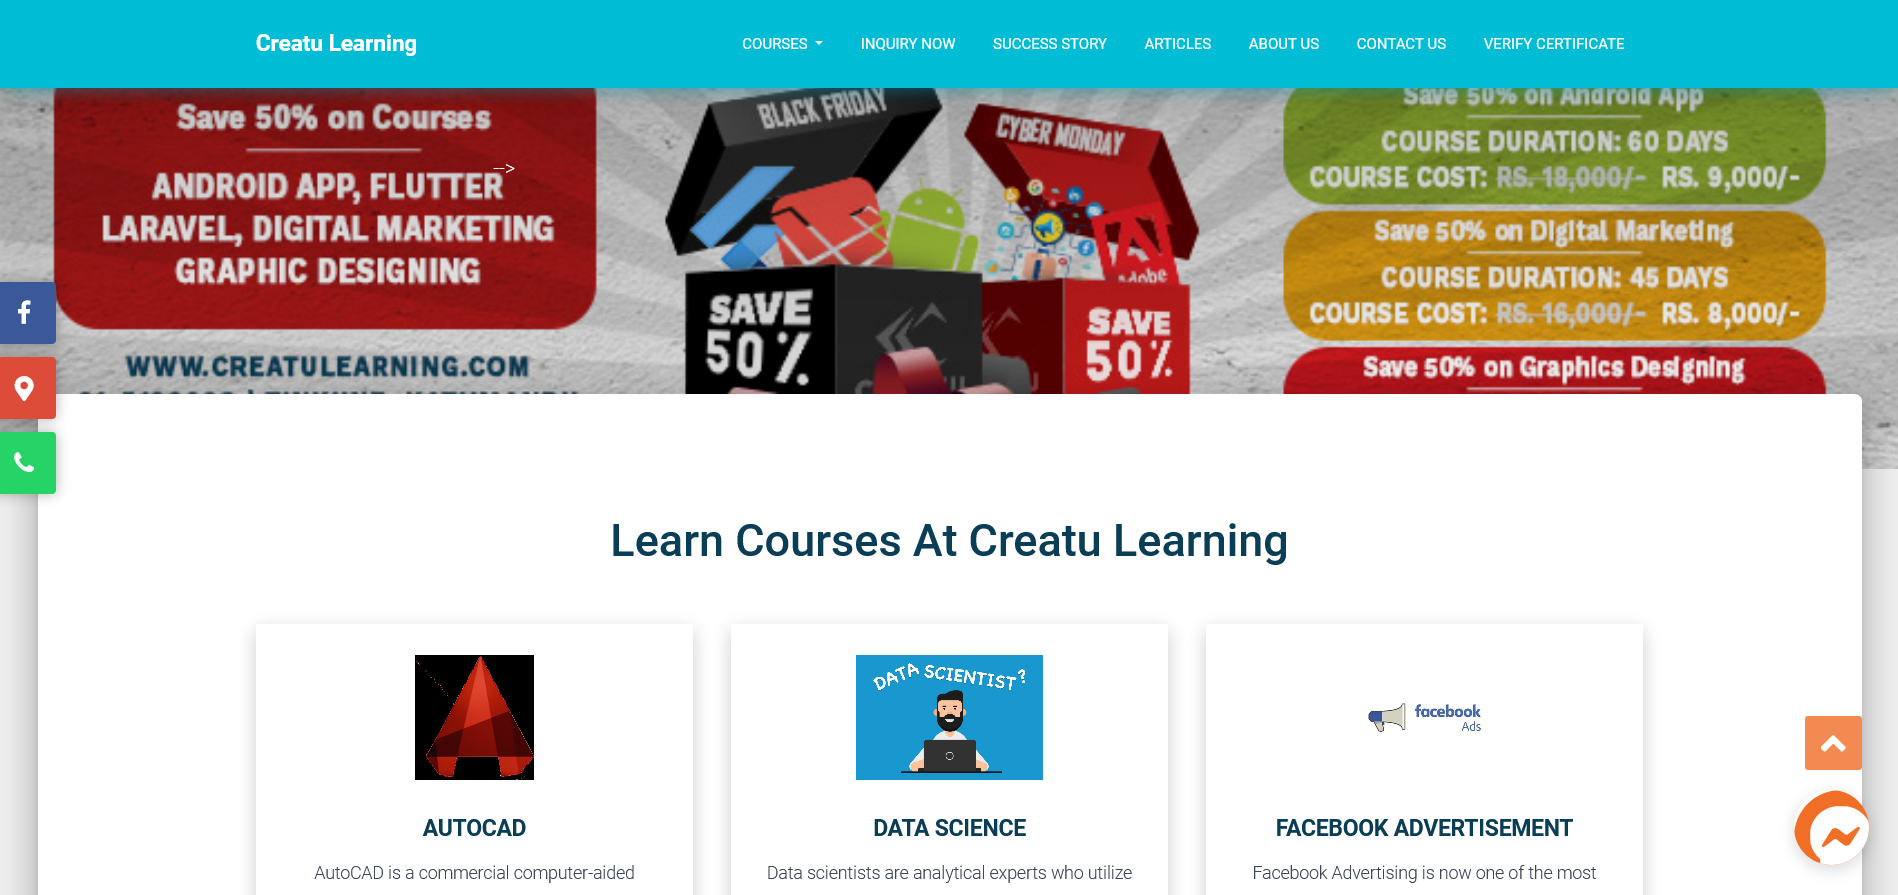 Creatu Learning
COURSES
INQUIRY NOW
SUCCESS STORY
ARTICLES
ABOUT US
CONTACT US
VERIFY CERTIFICATE
Save 50% on Courses
-->
ANDROID APP, FLUTTER
LARAVEL, DIGITAL MARKETING
GRAPHIC DESIGNING
WWW.CREATULEARNING.COM
BLACK FRIDAY
CYBER MONDAY
Adobe
SAVE
50%
SAVE
50%
Save 50% on Android App
COURSE DURATION: 60 DAYS
COURSE COST: RS. 18,000/- RS. 9,000/-
Save 50% on Digital Marketing
COURSE DURATION: 45 DAYS
COURSE COST: RS. 16,000/- RS. 8,000/-
Save 50% on Graphics Designing
Learn Courses At Creatu Learning
DATA SCIENTIST?
facebook
Ads
AUTOCAD
AutoCAD is a commercial computer-aided
DATA SCIENCE
Data scientists are analytical experts who utilize
FACEBOOK ADVERTISEMENT
Facebook Advertising is now one of the most